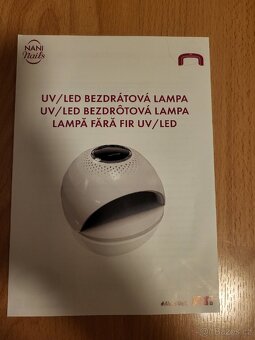 NANI
nails
UV/LED BEZDRÁTOVÁ LAMPA
UV/LED BEZDRÔTOVÁ LAMPA
LAMPĂ FĂRĂ FIR UV/LED